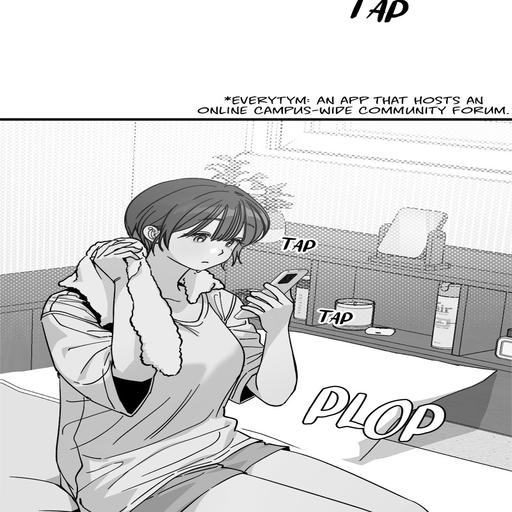 TAP
*EVERYTYM: AN APP THAT HOSTS AN
ONLINE CAMPUS-WIDE COMMUNITY FORUM.
TAP
TAP
PLOP